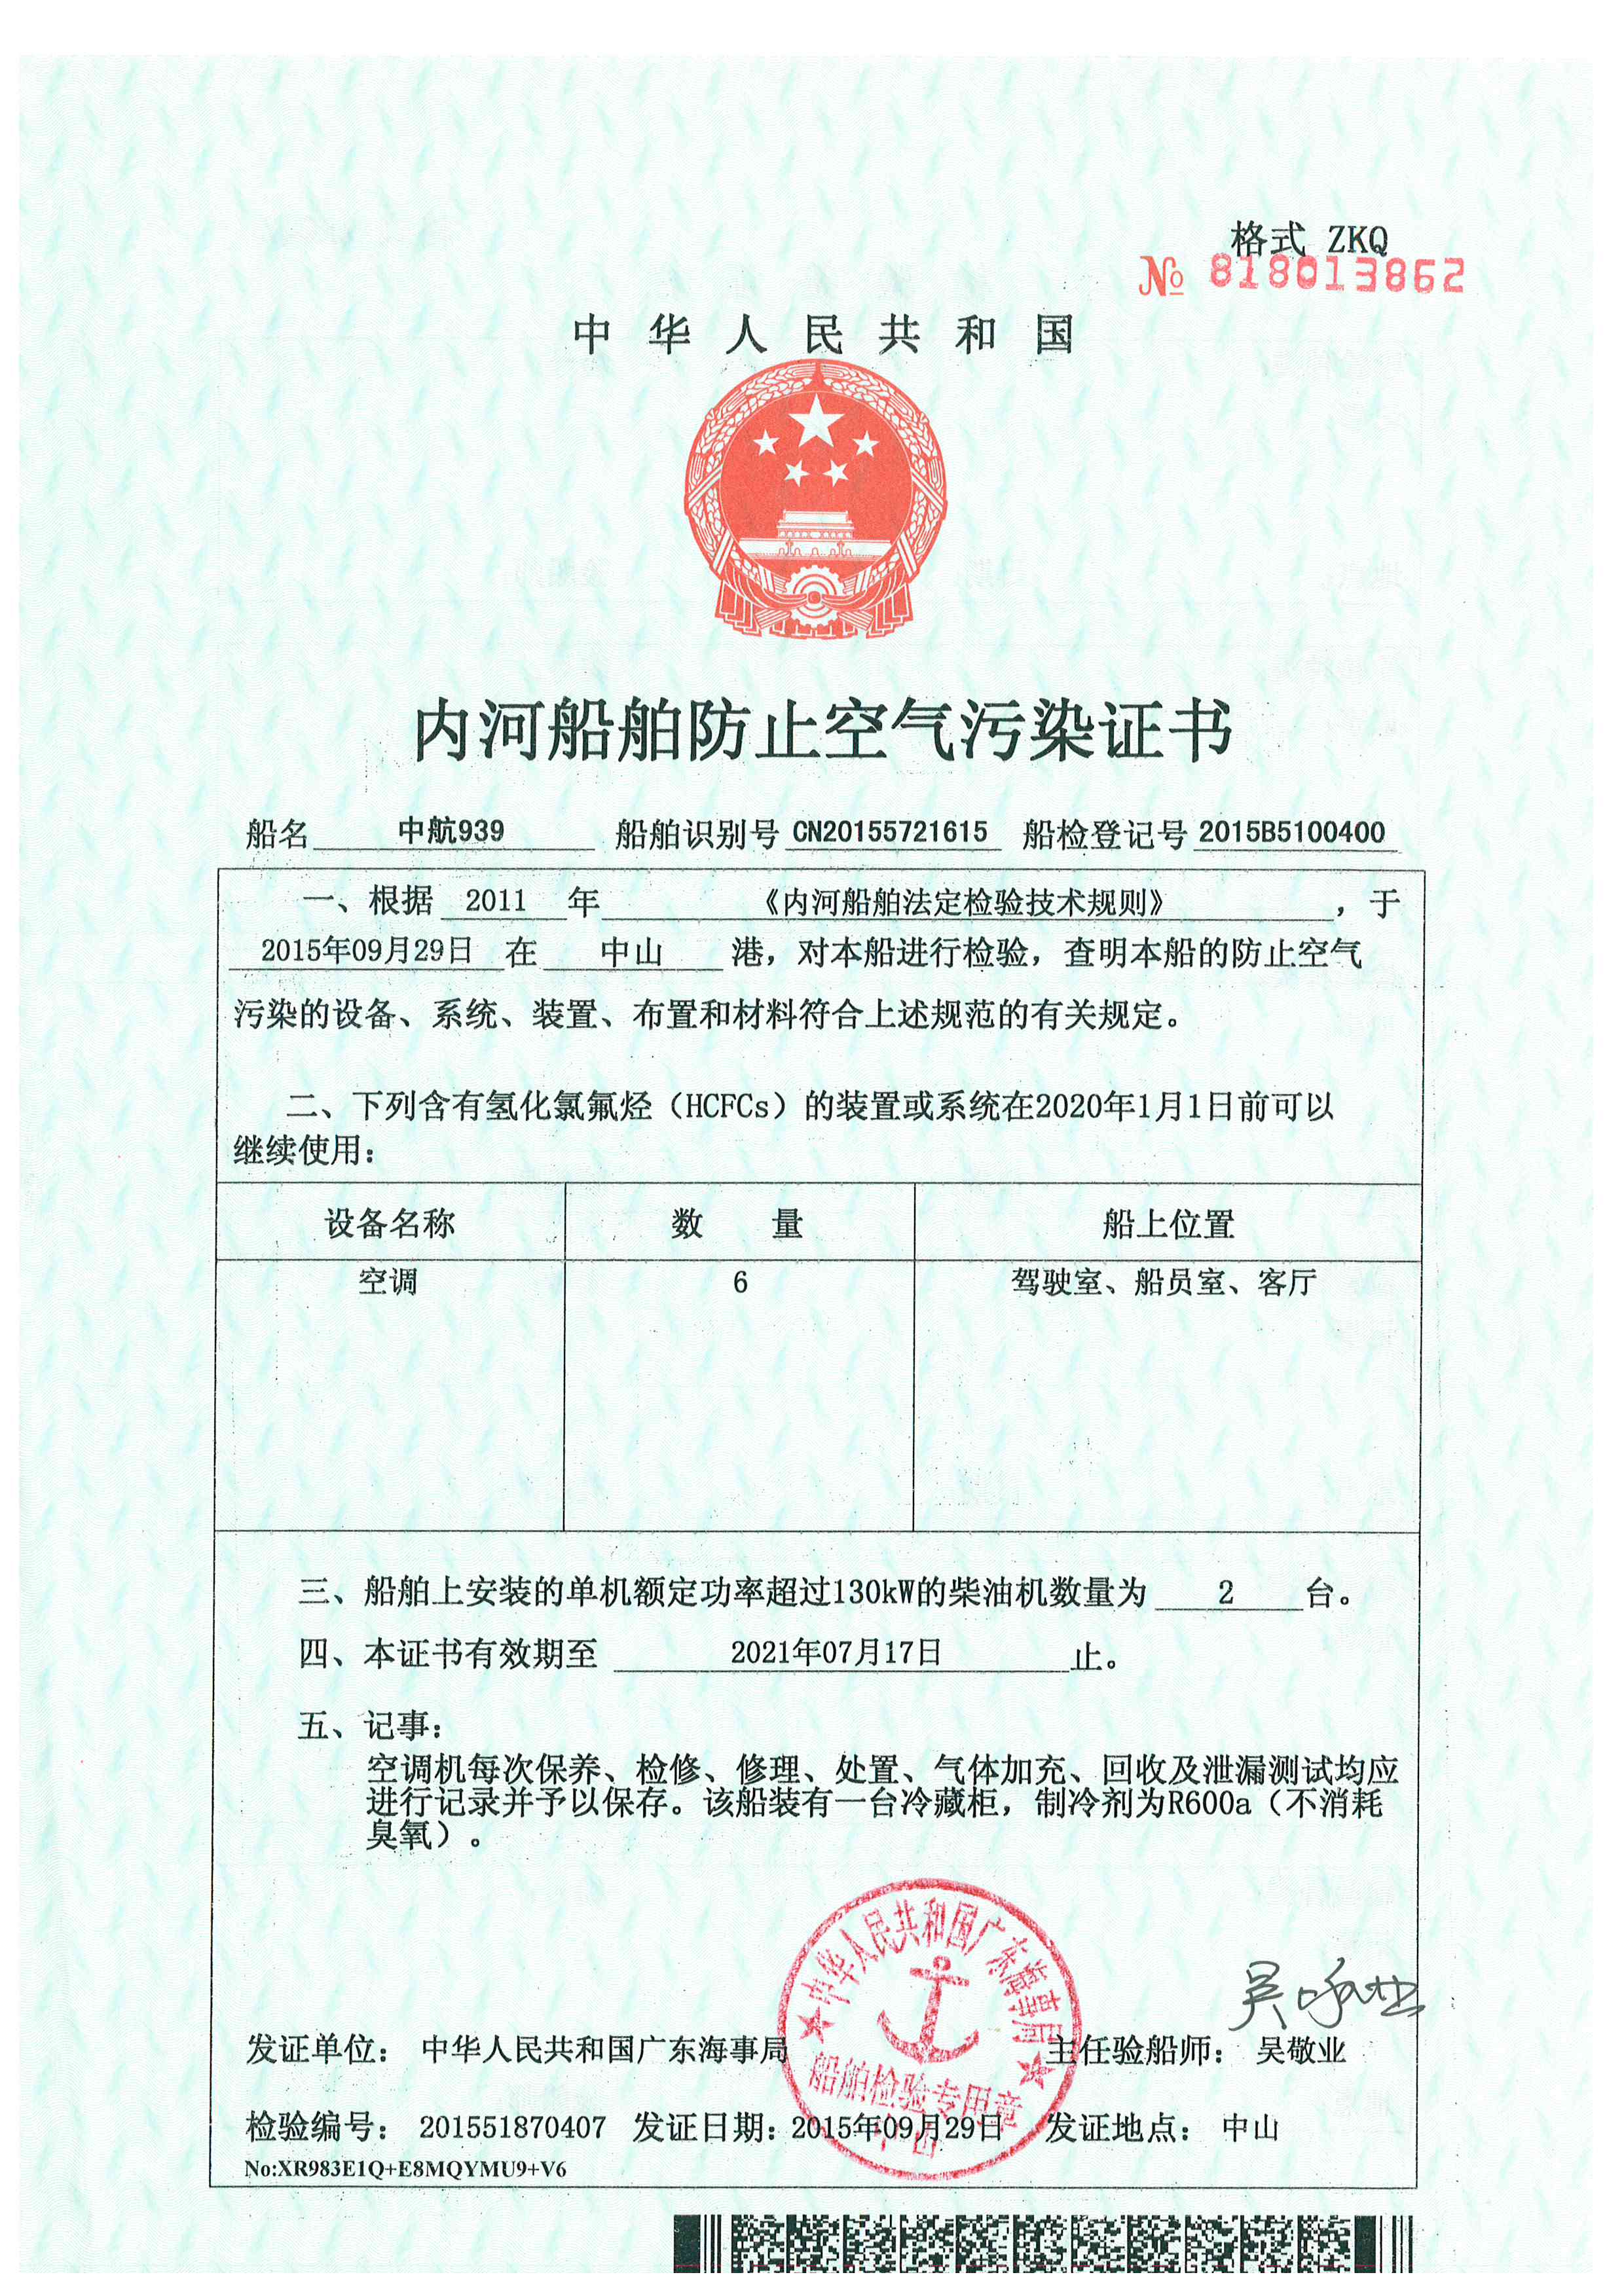 格式 ZKQ
№ 818013862
中华人民共和国
内河船舶防止空气污染证书
船名 中航939 船舶识别号 CN20155721615 船检登记号 2015B5100400
一、根据 2011 年 《内河船舶法定检验技术规则》 ，于
2015年09月29日 在 中山 港，对本船进行检验，查明本船的防止空气
污染的设备、系统、装置、布置和材料符合上述规范的有关规定。
二、下列含有氢化氯氟烃（HCFCs）的装置或系统在2020年1月1日前可以
继续使用：
设备名称 数 量 船上位置
空调 6 驾驶室、船员室、客厅
三、船舶上安装的单机额定功率超过130kW的柴油机数量为 2 台。
四、本证书有效期至 2021年07月17日 止。
五、记事：
空调机每次保养、检修、修理、处置、气体加充、回收及泄漏测试均应
进行记录并予以保存。该船装有一台冷藏柜，制冷剂为R600a（不消耗
臭氧）。
中华人民共和国广东海事局
船舶检验专用章
发证单位： 中华人民共和国广东海事局 主任验船师： 吴敬业
检验编号： 201551870407 发证日期：2015年09月29日 发证地点： 中山
No:XR983E1Q+E8MQYMU9+V6